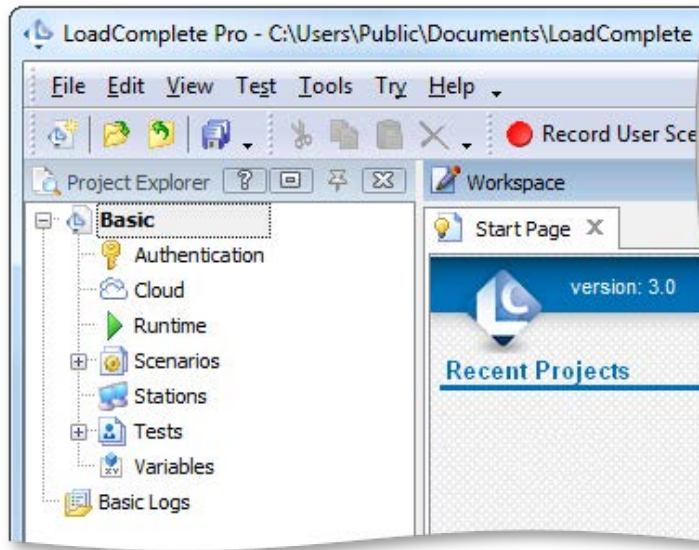 LoadComplete Pro - C:\Users\Public\Documents\LoadComplete
File Edit View Test Tools Try Help
Record User Sce
Project Explorer
Workspace
Basic
Authentication
Cloud
Runtime
Scenarios
Stations
Tests
Variables
Basic Logs
Start Page
version: 3.0
Recent Projects